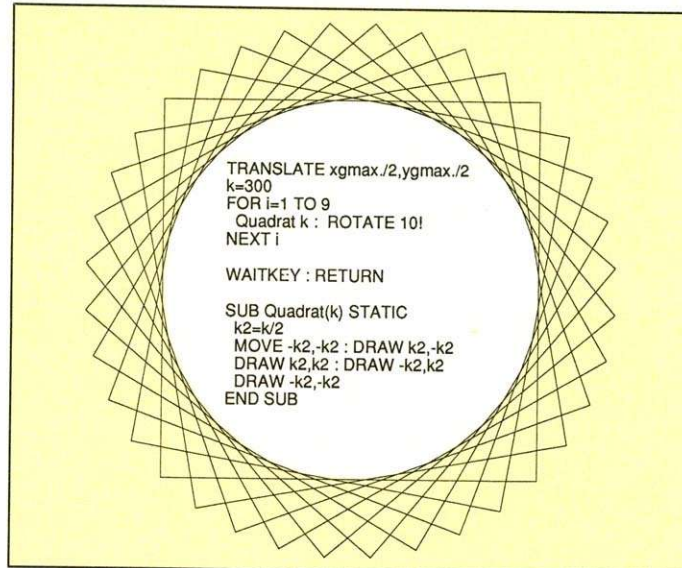 TRANSLATE xgmax./2,ygmax./2
k=300
FOR i=1 TO 9
Quadrat k : ROTATE 10!
NEXT i
WAITKEY : RETURN
SUB Quadrat(k) STATIC
k2=k/2
MOVE -k2,-k2 : DRAW k2,-k2
DRAW k2,k2 : DRAW -k2,k2
DRAW -k2,-k2
END SUB